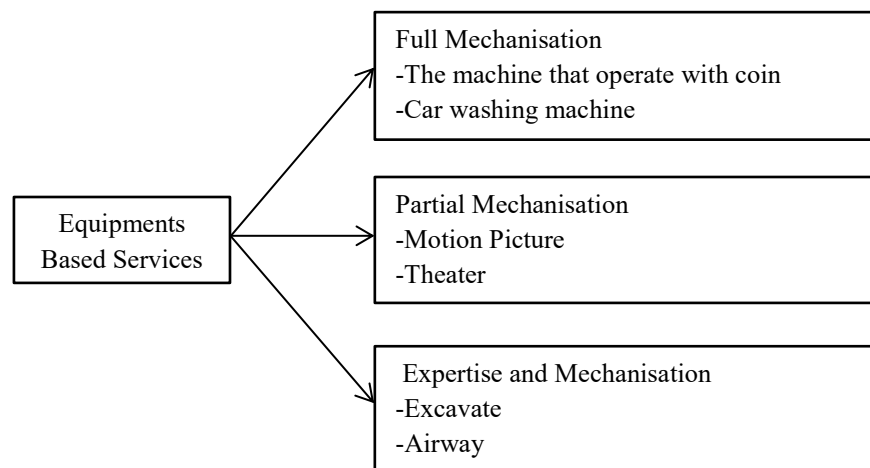 Full Mechanisation
-The machine that operate with coin
-Car washing machine
Equipments
Based Services
Partial Mechanisation
-Motion Picture
-Theater
Expertise and Mechanisation
-Excavate
-Airway